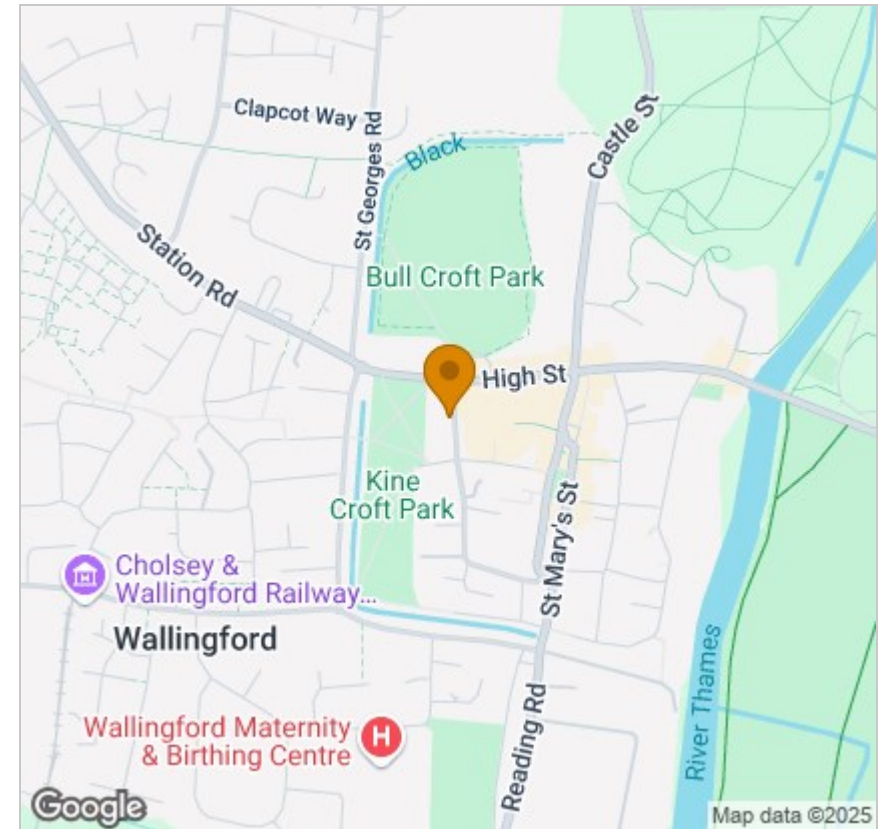 Clapcot Way
St Georges Rd
Black
Castle St
Station Rd
Bull Croft Park
High St
Kine
Croft Park
St Mary's St
Cholsey &
Wallingford Railway...
Wallingford
Wallingford Maternity
& Birthing Centre
H
Reading Rd
River Thames
Google
Map data ©2025